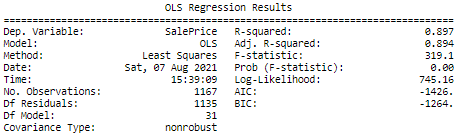 OLS Regression Results
Dep. Variable: SalePrice R-squared: 0.897
Model: OLS Adj. R-squared: 0.894
Method: Least Squares F-statistic: 319.1
Date: Sat, 07 Aug 2021 Prob (F-statistic): 0.00
Time: 15:39:09 Log-Likelihood: 745.16
No. Observations: 1167 AIC: -1426.
Df Residuals: 1135 BIC: -1264.
Df Model: 31
Covariance Type: nonrobust